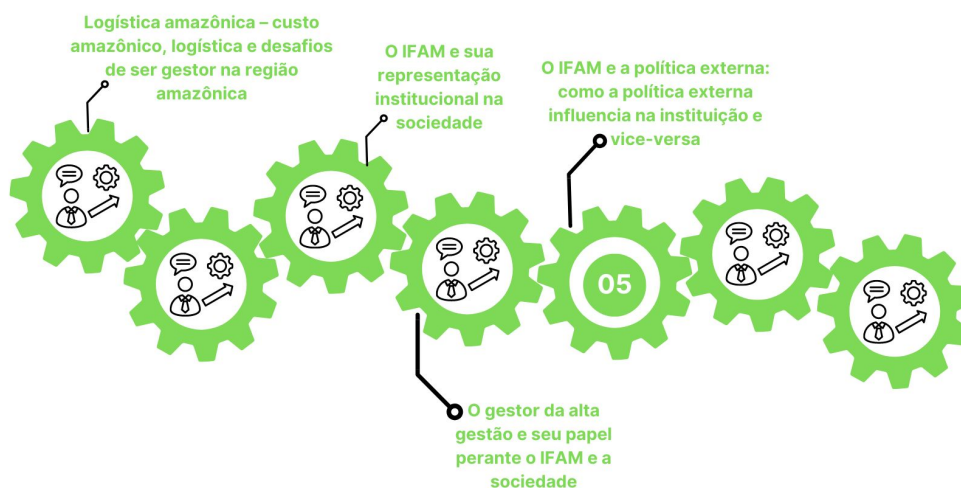 Logística amazônica – custo
amazônico, logística e desafios
de ser gestor na região
amazônica
O IFAM e sua
representação
institucional na
sociedade
O IFAM e a política externa:
como a política externa
influencia na instituição e
vice-versa
05
O gestor da alta
gestão e seu papel
perante o IFAM e a
sociedade